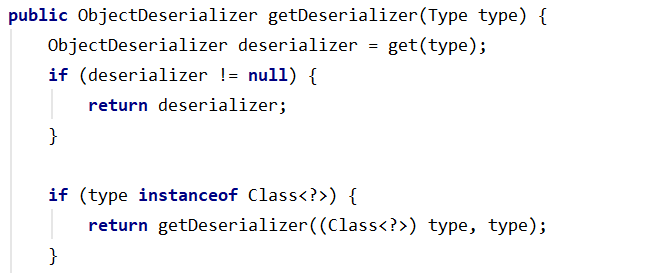 public ObjectDeserializer getDeserializer(Type type) {
    ObjectDeserializer deserializer = get(type);
    if (deserializer != null) {
        return deserializer;
    }

    if (type instanceof Class<?>) {
        return getDeserializer((Class<?>) type, type);
    }